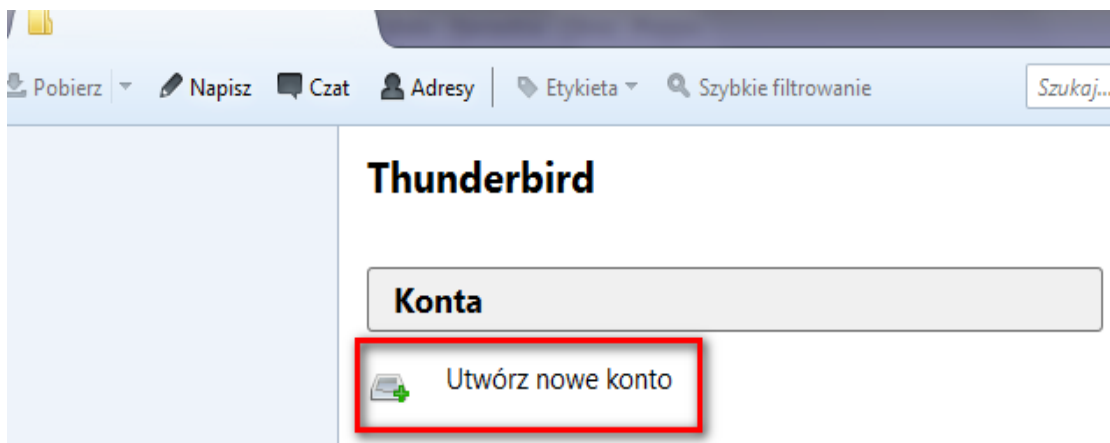 Pobierz Napisz Czat Adresy Etykieta Szybkie filtrowanie Szukaj...
Thunderbird
Konta
Utwórz nowe konto